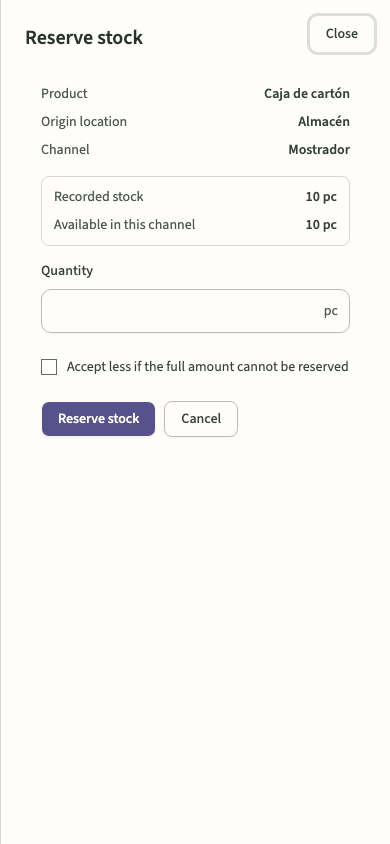 Reserve stock
Close
Product Caja de cartón
Origin location Almacén
Channel Mostrador
Recorded stock 10 pc
Available in this channel 10 pc
Quantity
pc
Accept less if the full amount cannot be reserved
Reserve stock Cancel